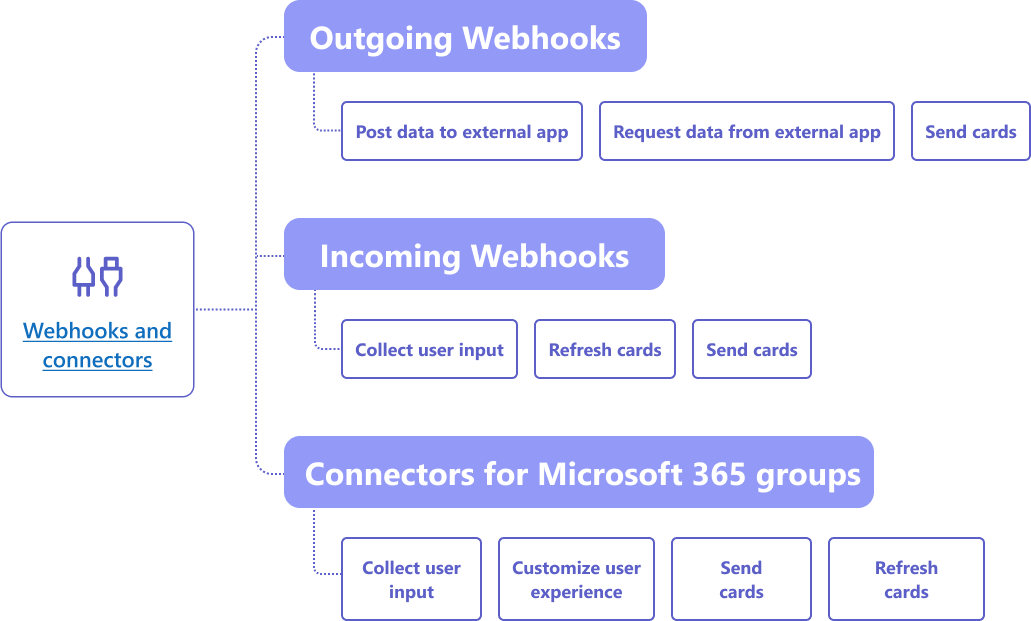 Outgoing Webhooks
Post data to external app
Request data from external app
Send cards
Webhooks and
connectors
Incoming Webhooks
Collect user input
Refresh cards
Send cards
Connectors for Microsoft 365 groups
Collect user
input
Customize user
experience
Send
cards
Refresh
cards